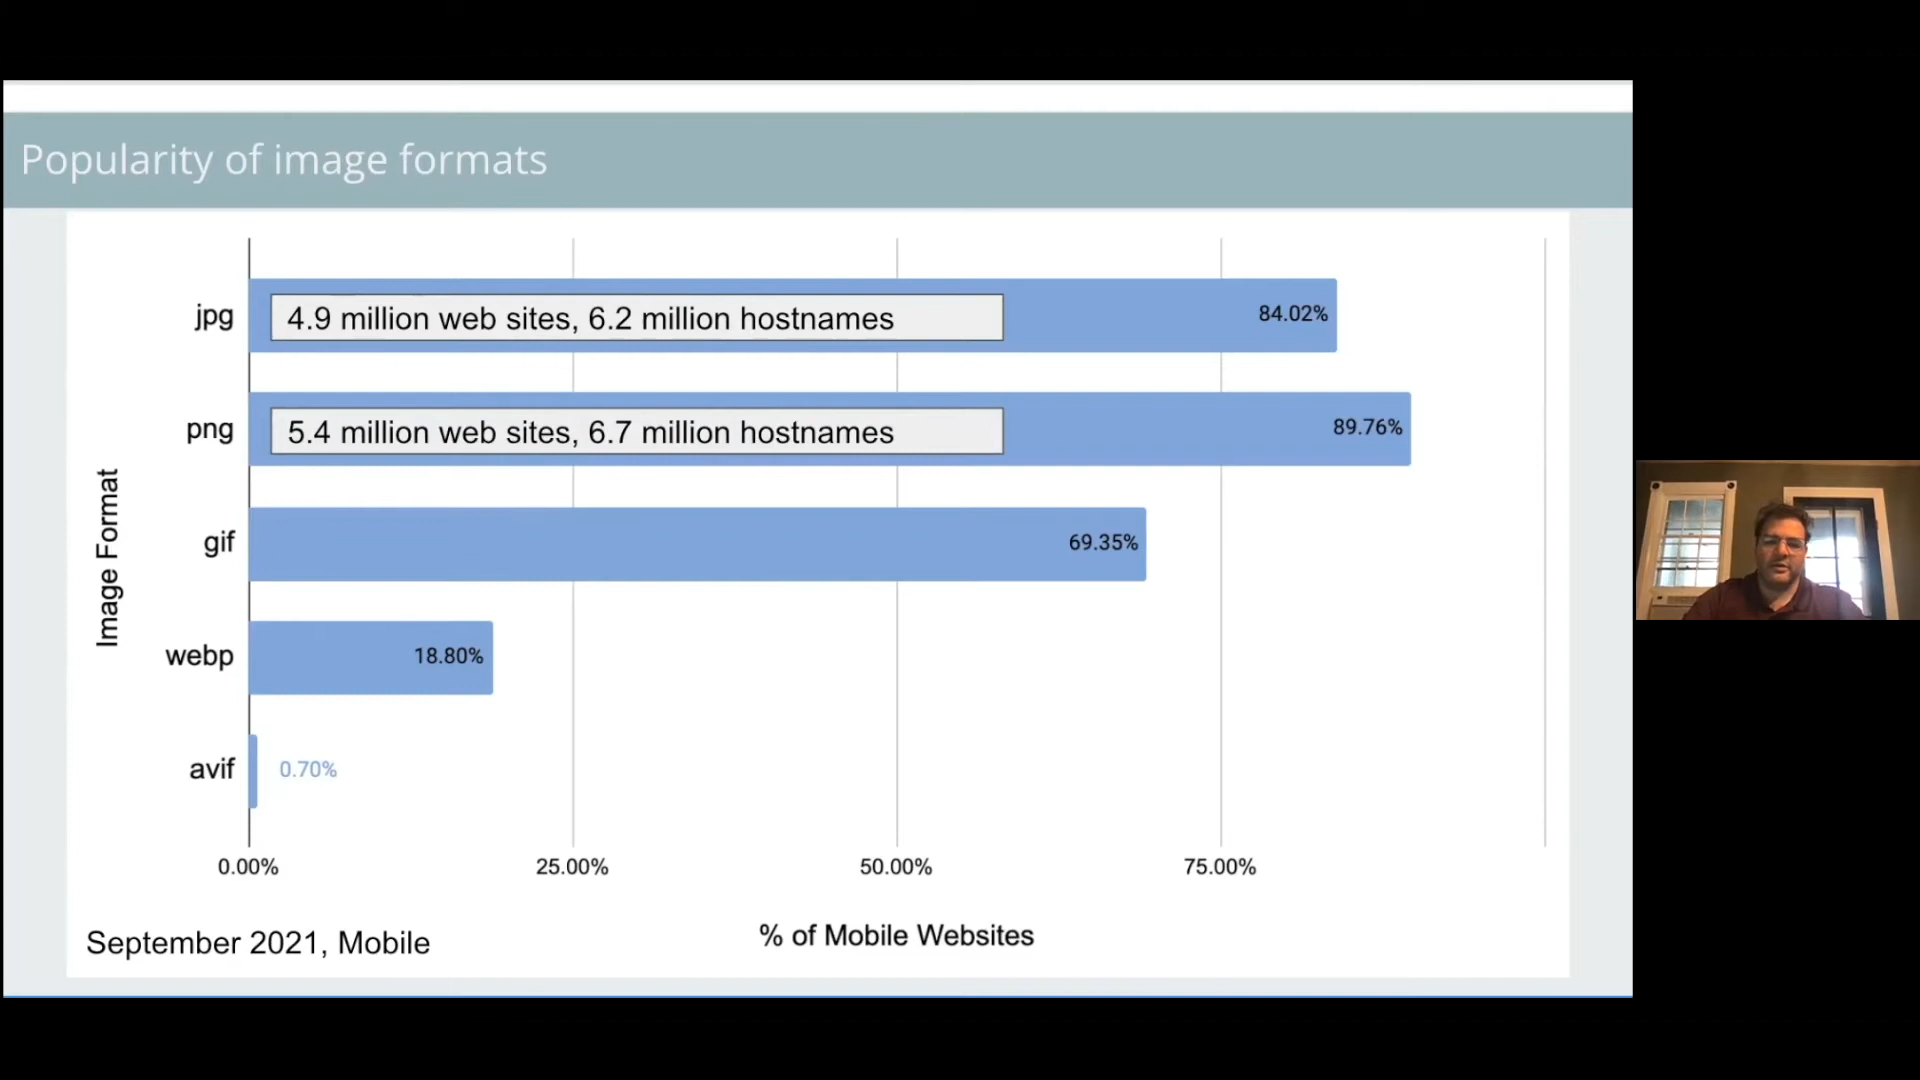 Popularity of image formats
jpg
4.9 million web sites, 6.2 million hostnames
84.02%
png
5.4 million web sites, 6.7 million hostnames
89.76%
gif
69.35%
webp
18.80%
avif
0.70%
Image Format
0.00%
25.00%
50.00%
75.00%
% of Mobile Websites
September 2021, Mobile